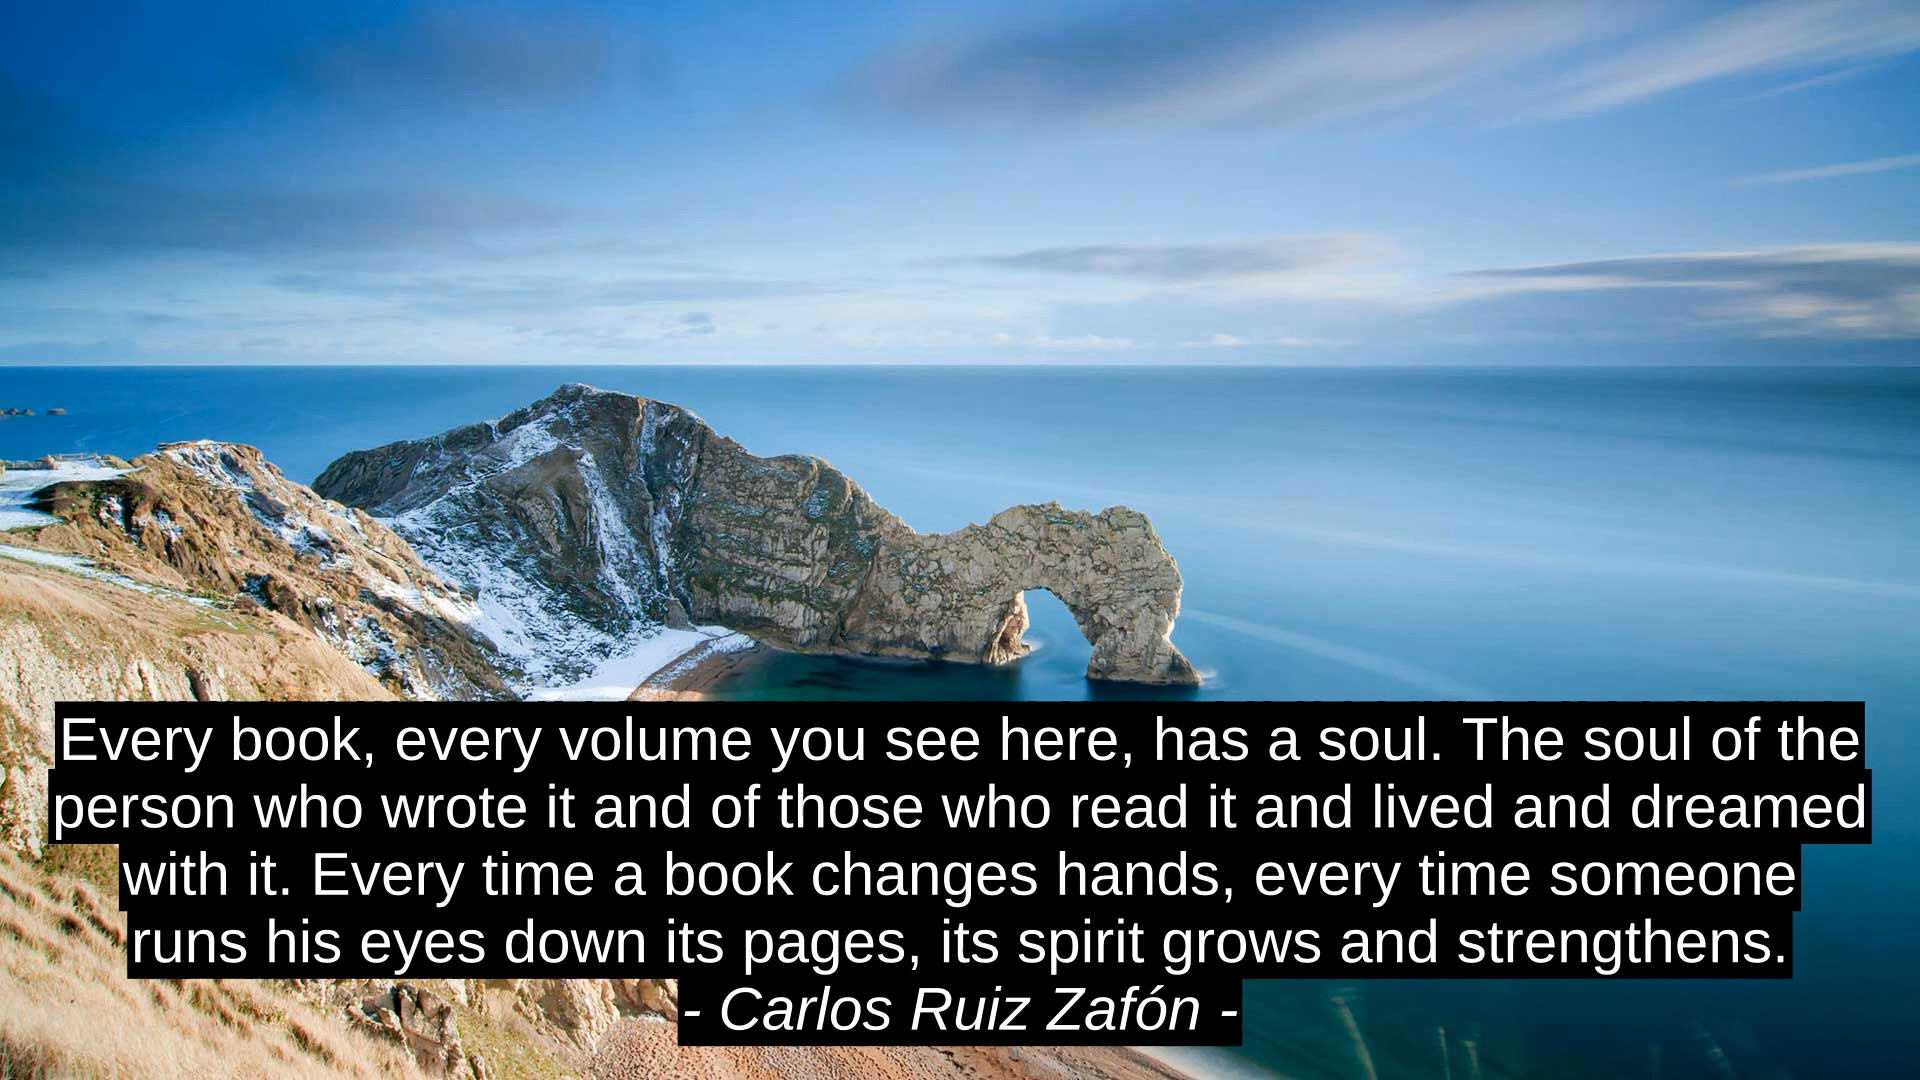 Every book, every volume you see here, has a soul. The soul of the
person who wrote it and of those who read it and lived and dreamed
with it. Every time a book changes hands, every time someone
runs his eyes down its pages, its spirit grows and strengthens.
- Carlos Ruiz Zafón -